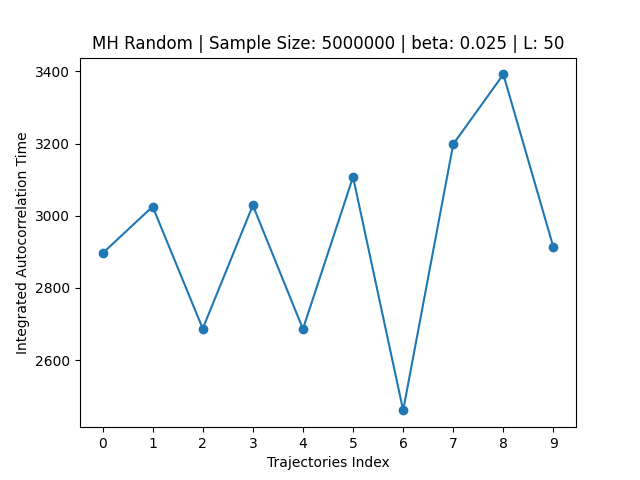 MH Random | Sample Size: 5000000 | beta: 0.025 | L: 50
3400
3200
3000
2800
2600
Integrated Autocorrelation Time
0 1 2 3 4 5 6 7 8 9
Trajectories Index